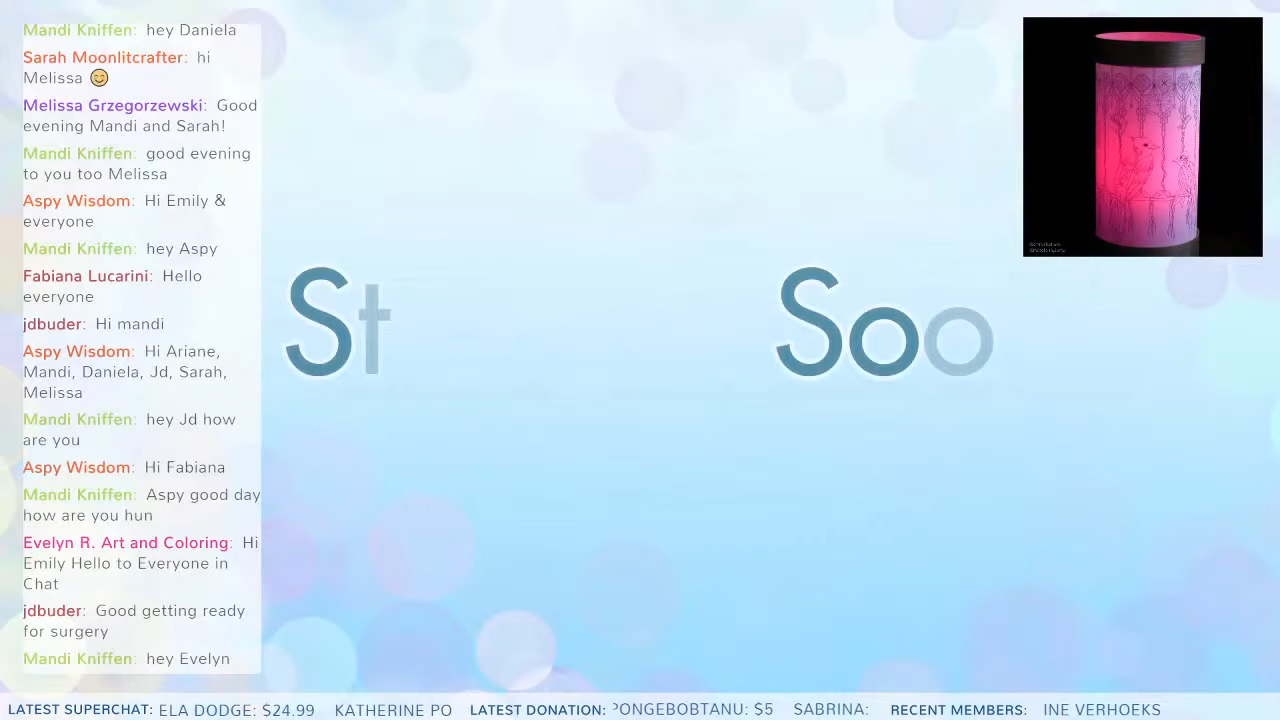 Mandi Kniffen: hey Daniela
Sarah Moonlitcrafter: hi
Melissa 😊
Melissa Grzegorzewski: Good
evening Mandi and Sarah!
Mandi Kniffen: good evening
to you too Melissa
Aspy Wisdom: Hi Emily &
everyone
Mandi Kniffen: hey Aspy
Fabiana Lucarini: Hello
everyone
jdbuder: Hi mandi
Aspy Wisdom: Hi Ariane,
Mandi, Daniela, Jd, Sarah,
Melissa
Mandi Kniffen: hey Jd how
are you
Aspy Wisdom: Hi Fabiana
Mandi Kniffen: Aspy good day
how are you hun
Evelyn R. Art and Coloring: Hi
Emily Hello to Everyone in
Chat
jdbuder: Good getting ready
for surgery
Mandi Kniffen: hey Evelyn
St Soo
LATEST SUPERCHAT: ELA DODGE: $24.99 KATHERINE PO LATEST DONATION: PONGEBOBTANU: $5 SABRINA: RECENT MEMBERS: INE VERHOEKS